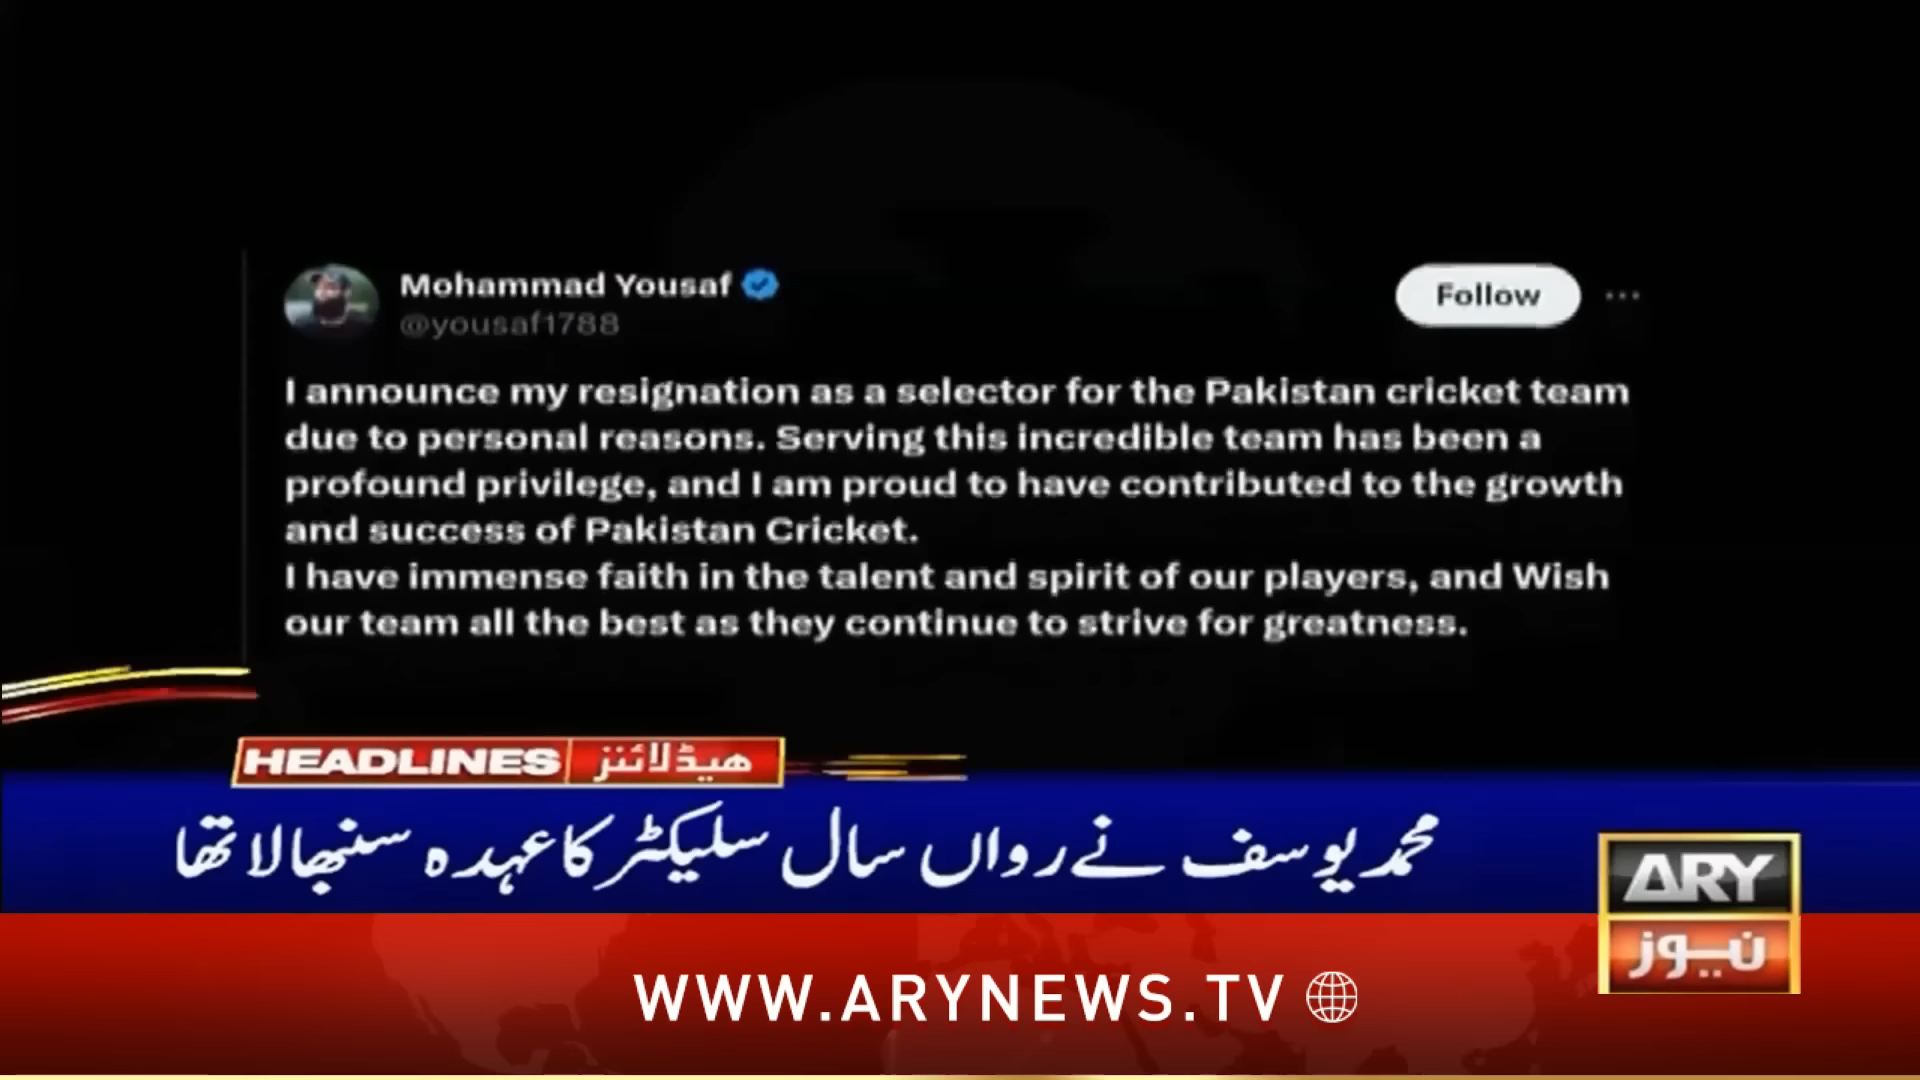 Mohammad Yousaf
@yousaf1788
Follow
I announce my resignation as a selector for the Pakistan cricket team
due to personal reasons. Serving this incredible team has been a
profound privilege, and I am proud to have contributed to the growth
and success of Pakistan Cricket.
I have immense faith in the talent and spirit of our players, and Wish
our team all the best as they continue to strive for greatness.
HEADLINES ہیڈلائنز
محمد یوسف نے رواں سال سلیکٹر کا عہدہ سنبھالا تھا
ARY
نیوز
WWW.ARYNEWS.TV